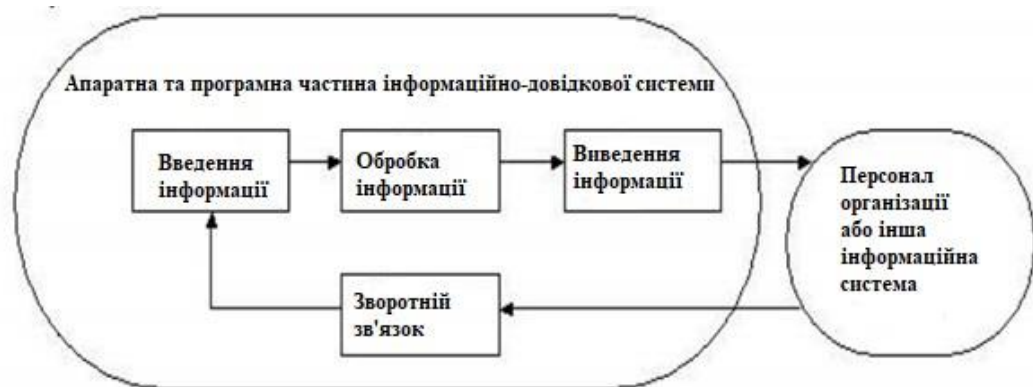 Апаратна та програмна частина інформаційно-довідкової системи
Введення
інформації
Обробка
інформації
Виведення
інформації
Персонал
організації
або інша
інформаційна
система
Зворотній
зв'язок